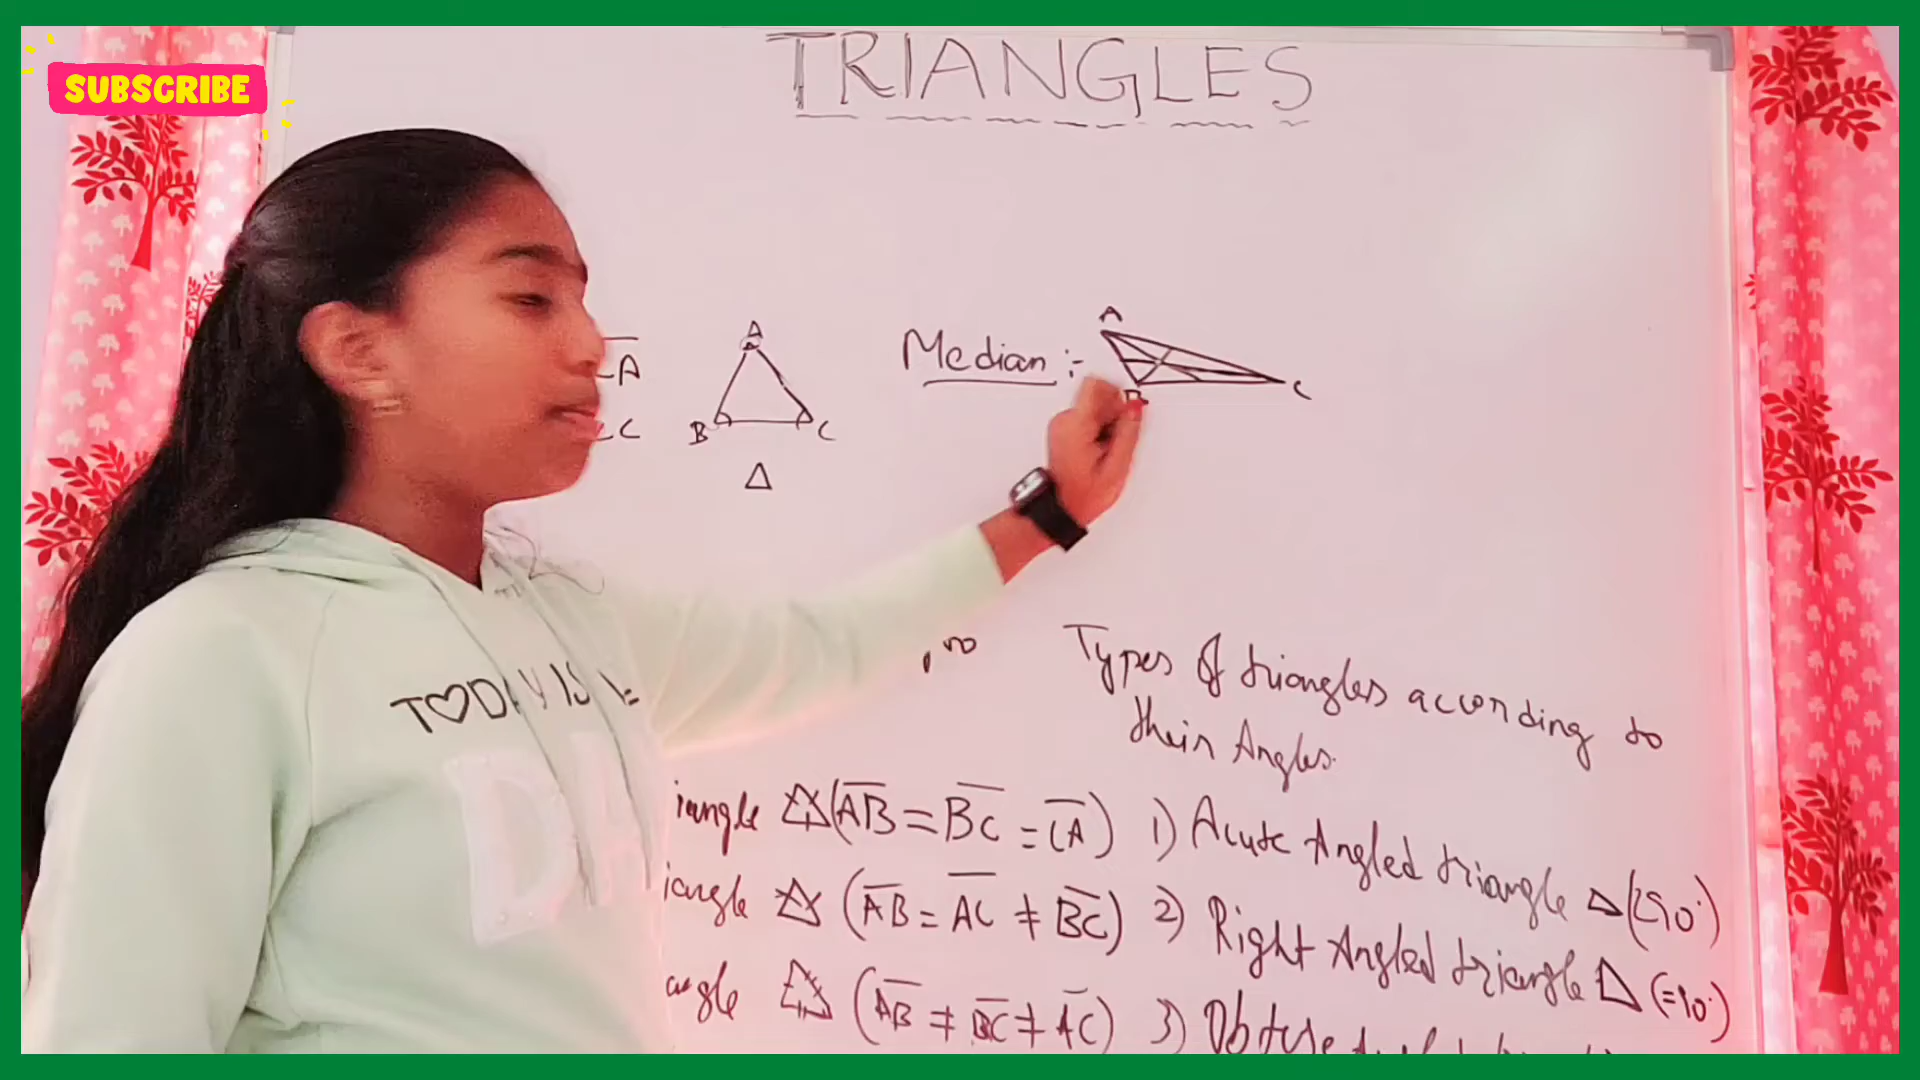 SUBSCRIBE
TRIANGLES
A
B C
Δ
Median :-
A
B C
A
C
TODAY IS
Types of triangles according to
their Angles.
iangle (AB = BC = CA) 1) Acute Angled triangle (<90°)
iangle (AB = AC ≠ BC) 2) Right Angled triangle (=90°)
angle (AB ≠ BC ≠ AC) 3) Obtuse